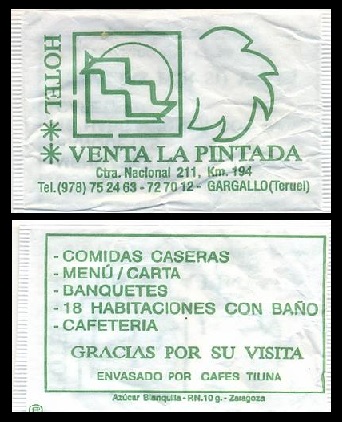 HOTEL **
VENTA LA PINTADA
Ctra. Nacional 211, Km. 194
Tel.(978) 75 24 63 - 72 70 12 - GARGALLO(Teruel)
- COMIDAS CASERAS
- MENÚ / CARTA
- BANQUETES
- 18 HABITACIONES CON BAÑO
- CAFETERIA
GRACIAS POR SU VISITA
ENVASADO POR CAFES TILINA
Azúcar Blanquilla - RN.10 g. - Zaragoza